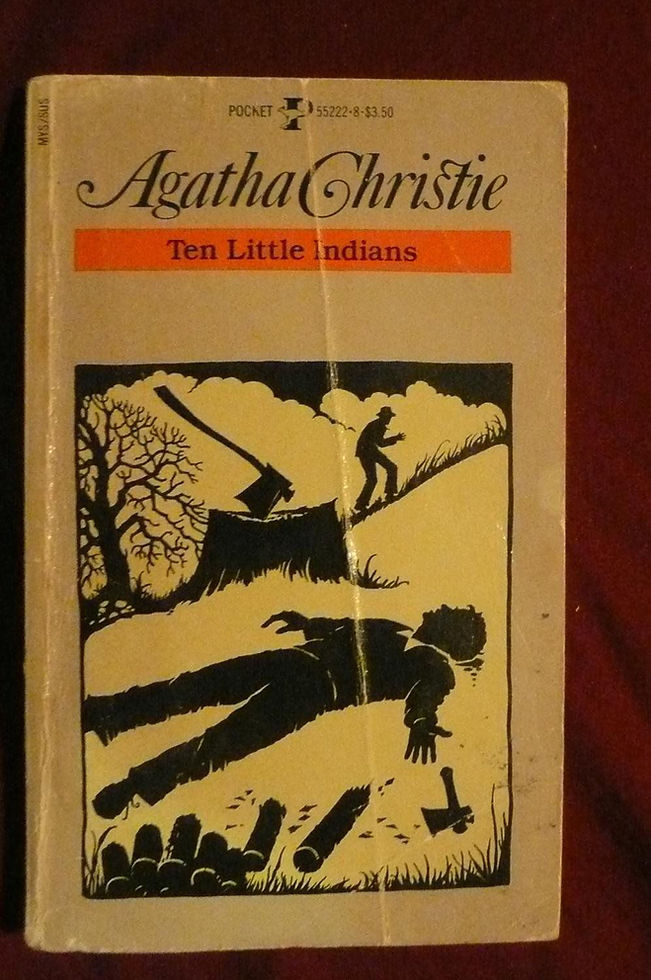 MYS/SUS
POCKET P 55222·8·$3.50
Agatha Christie
Ten Little Indians